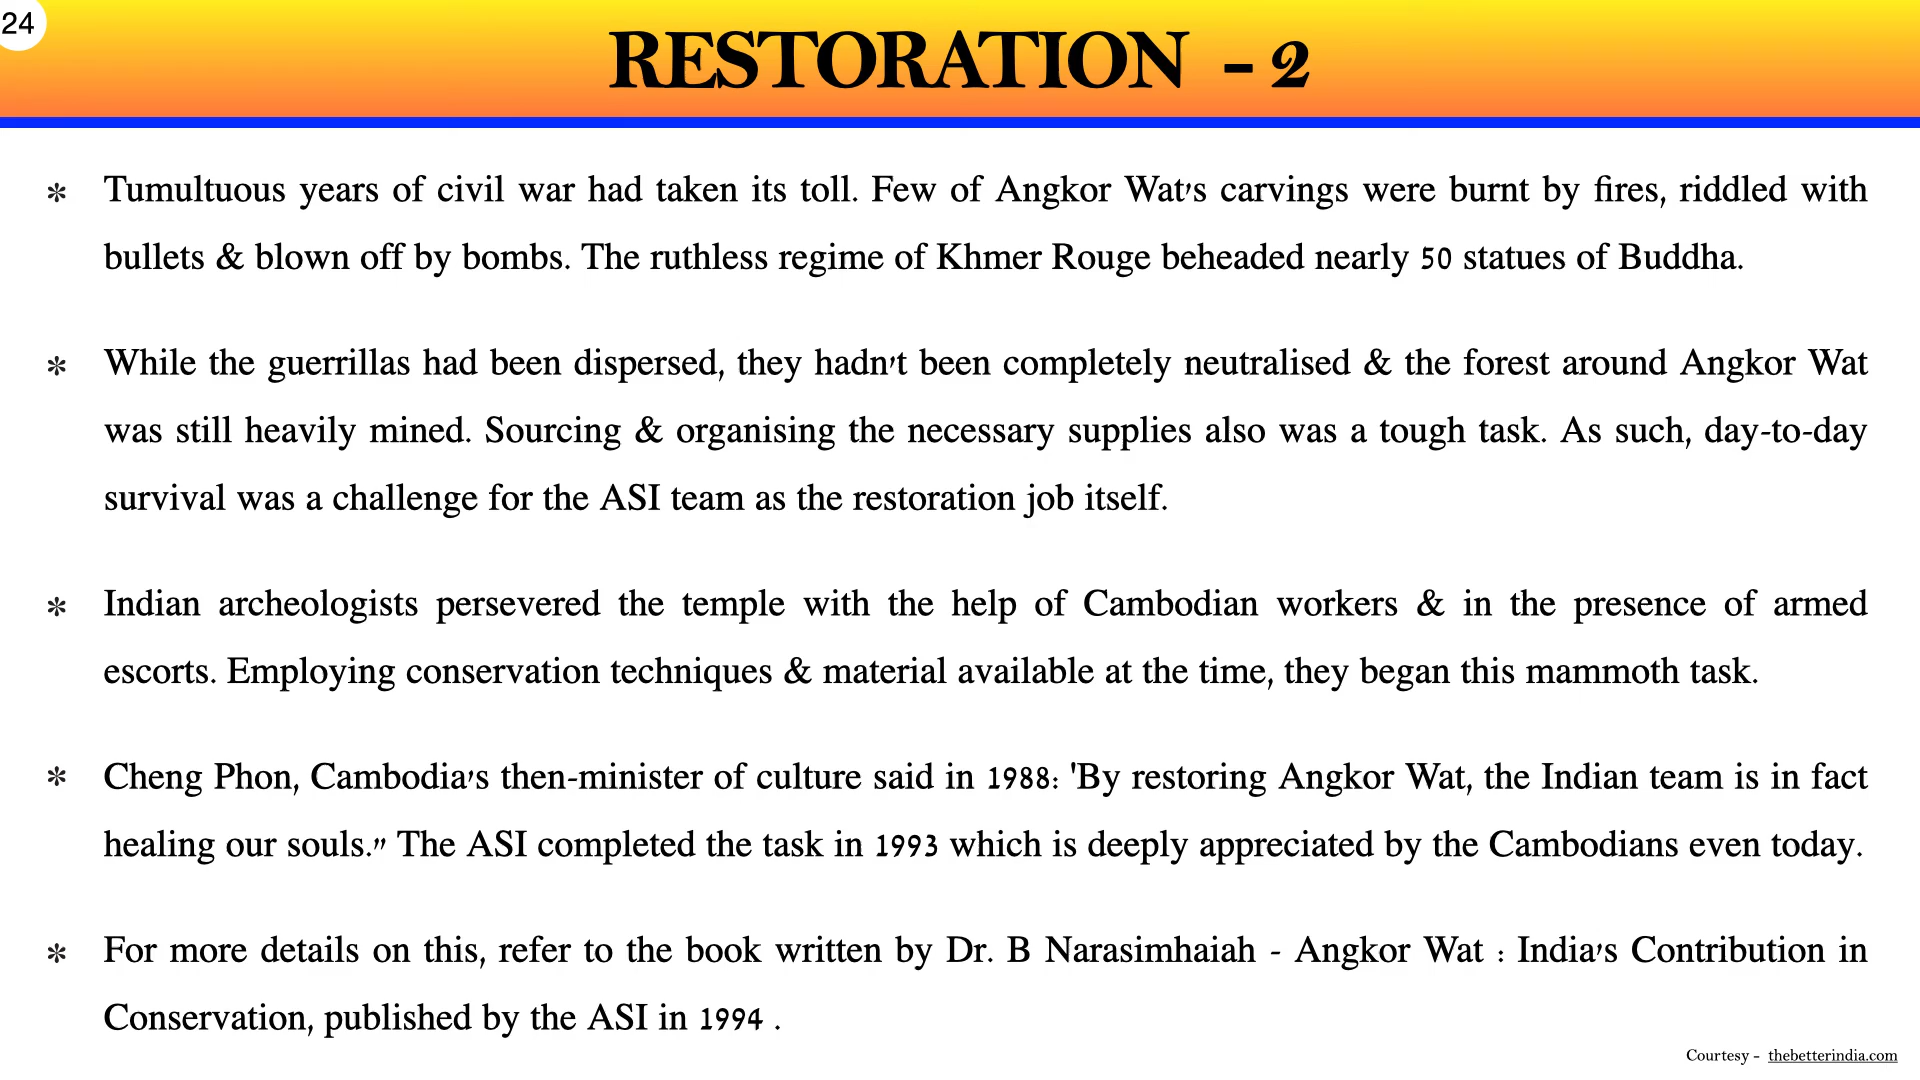 24
RESTORATION - 2
* Tumultuous years of civil war had taken its toll. Few of Angkor Wat's carvings were burnt by fires, riddled with
bullets & blown off by bombs. The ruthless regime of Khmer Rouge beheaded nearly 50 statues of Buddha.
* While the guerrillas had been dispersed, they hadn't been completely neutralised & the forest around Angkor Wat
was still heavily mined. Sourcing & organising the necessary supplies also was a tough task. As such, day-to-day
survival was a challenge for the ASI team as the restoration job itself.
* Indian archeologists persevered the temple with the help of Cambodian workers & in the presence of armed
escorts. Employing conservation techniques & material available at the time, they began this mammoth task.
* Cheng Phon, Cambodia's then-minister of culture said in 1988: 'By restoring Angkor Wat, the Indian team is in fact
healing our souls." The ASI completed the task in 1993 which is deeply appreciated by the Cambodians even today.
* For more details on this, refer to the book written by Dr. B Narasimhaiah - Angkor Wat : India's Contribution in
Conservation, published by the ASI in 1994 .
Courtesy - thebetterindia.com